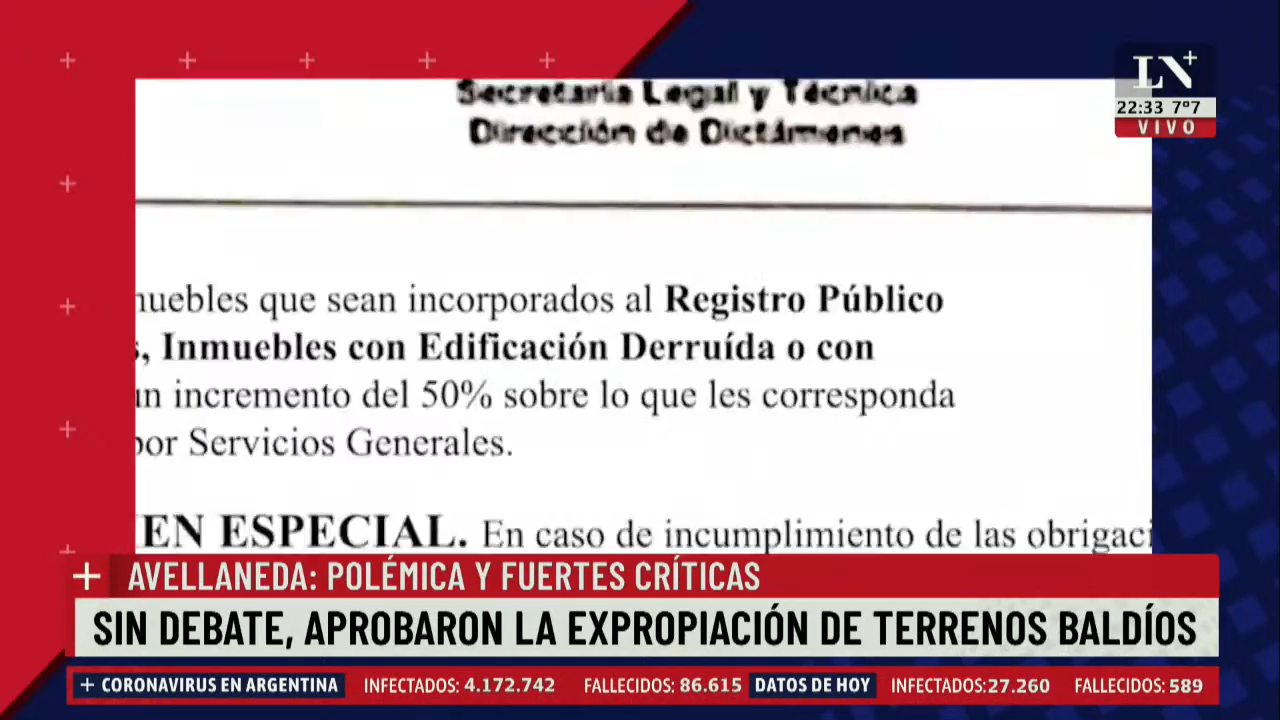 LN+
22:33 7°7
VIVO
Secretaría Legal y Técnica
Dirección de Dictámenes
muebles que sean incorporados al Registro Público
s, Inmuebles con Edificación Derruída o con
un incremento del 50% sobre lo que les corresponda
por Servicios Generales.
EN ESPECIAL. En caso de incumplimiento de las obrigaci
+ AVELLANEDA: POLÉMICA Y FUERTES CRÍTICAS
SIN DEBATE, APROBARON LA EXPROPIACIÓN DE TERRENOS BALDÍOS
+ CORONAVIRUS EN ARGENTINA INFECTADOS: 4.172.742 FALLECIDOS: 86.615 DATOS DE HOY INFECTADOS:27.260 FALLECIDOS: 589